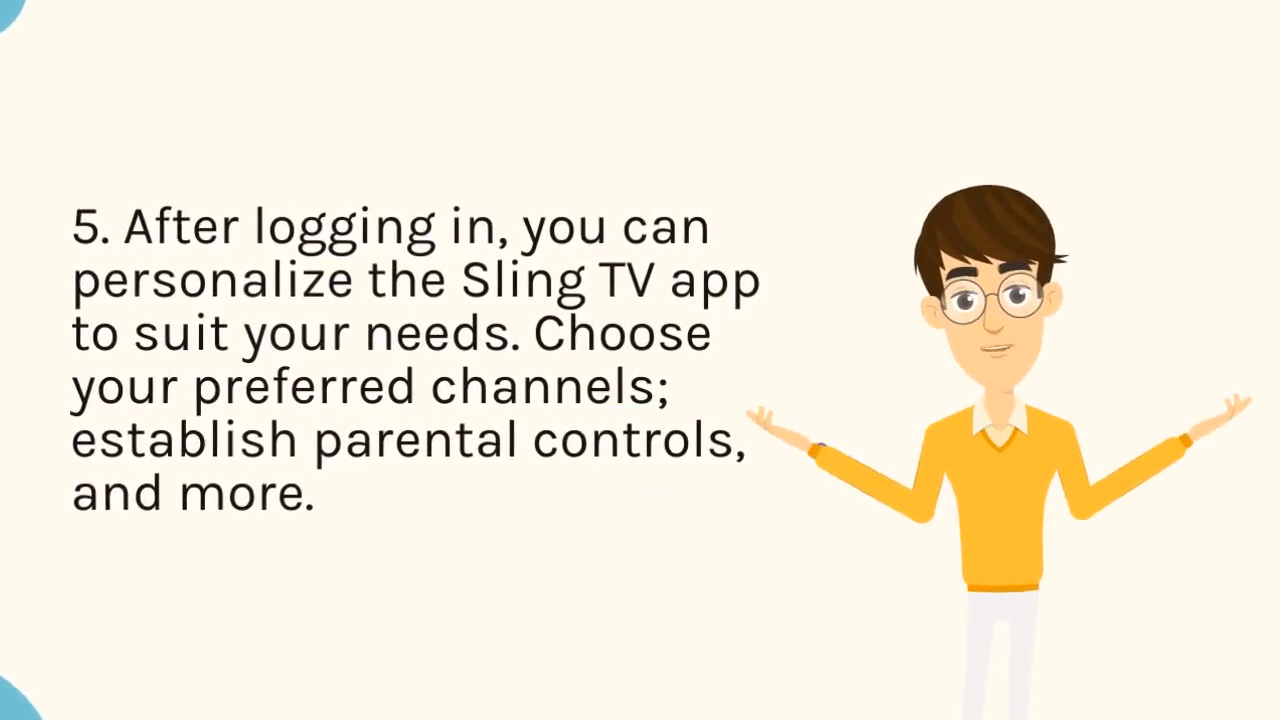 5. After logging in, you can
personalize the Sling TV app
to suit your needs. Choose
your preferred channels;
establish parental controls,
and more.